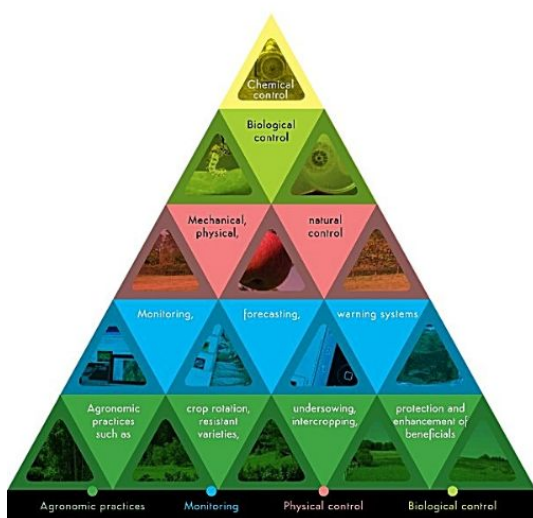 Chemical
control
Biological
control
Mechanical, natural
physical, control
Monitoring, forecasting, warning systems
Agronomic crop rotation, undersowing, protection and
practices resistant intercropping, enhancement of
such as varieties, beneficials
Agronomic practices Monitoring Physical control Biological control